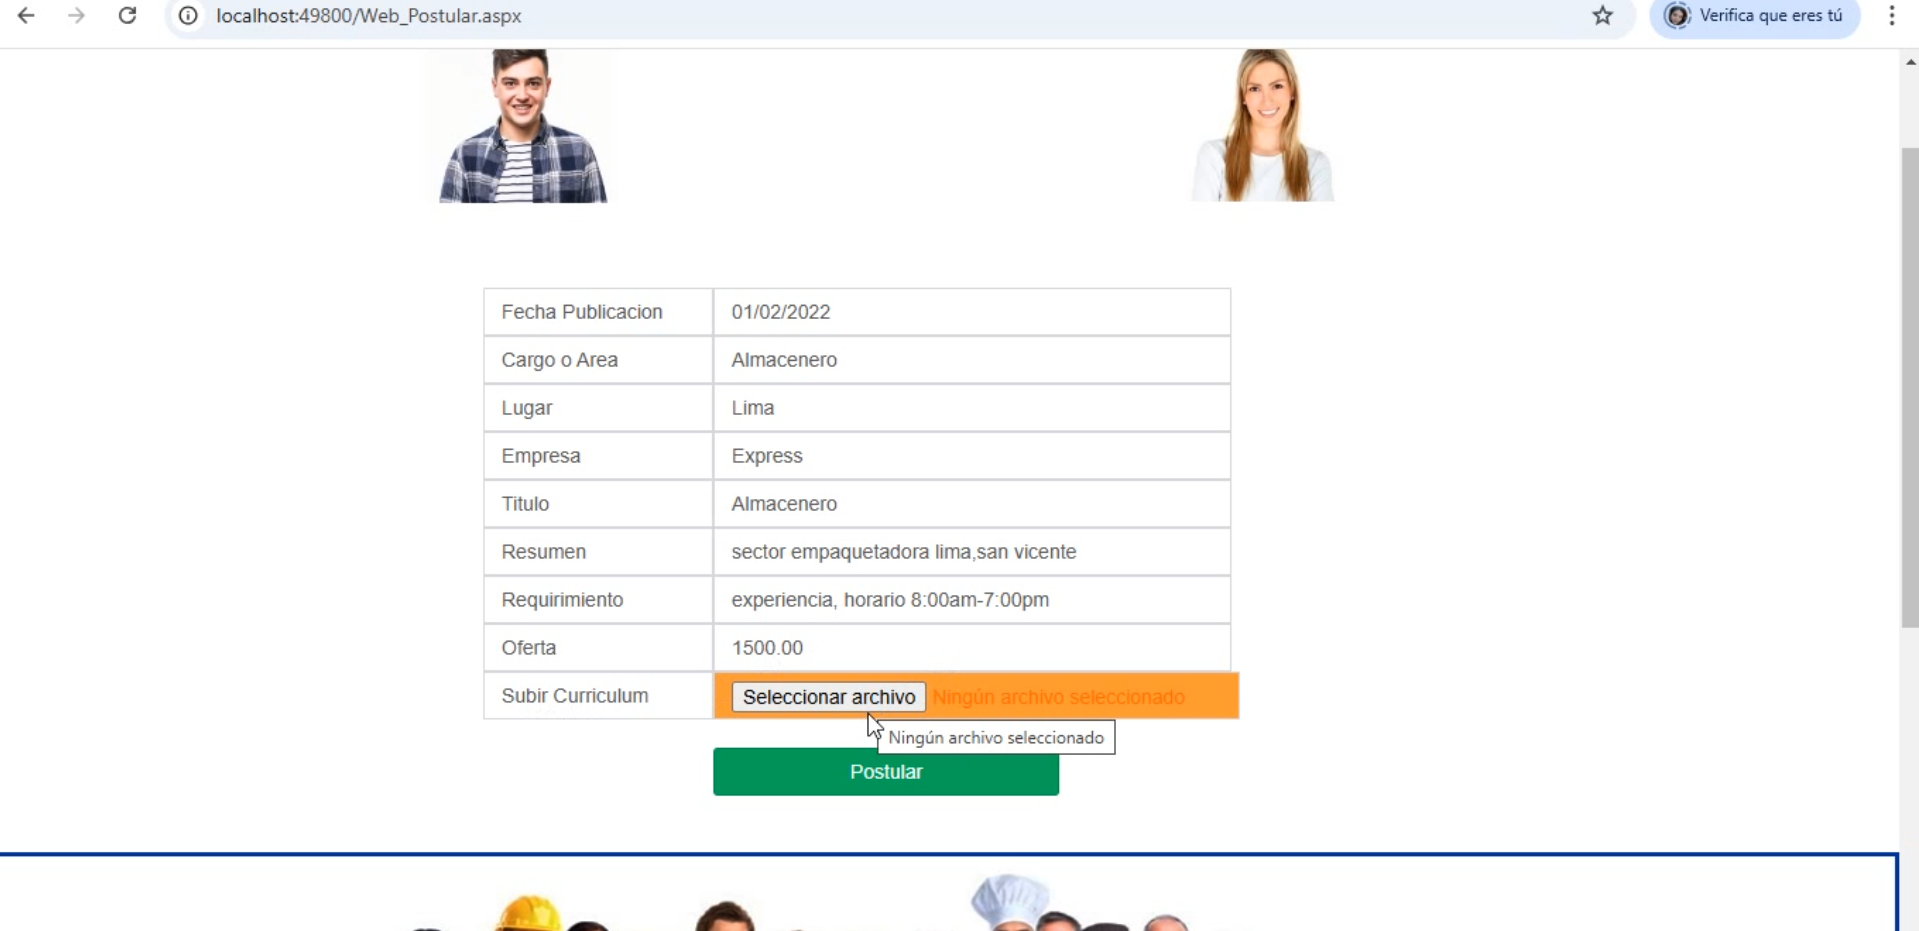 localhost:49800/Web_Postular.aspx
Verifica que eres tú
Fecha Publicacion 01/02/2022
Cargo o Area Almacenero
Lugar Lima
Empresa Express
Titulo Almacenero
Resumen sector empaquetadora lima,san vicente
Requirimiento experiencia, horario 8:00am-7:00pm
Oferta 1500.00
Subir Curriculum Seleccionar archivo Ningún archivo seleccionado
Ningún archivo seleccionado
Postular